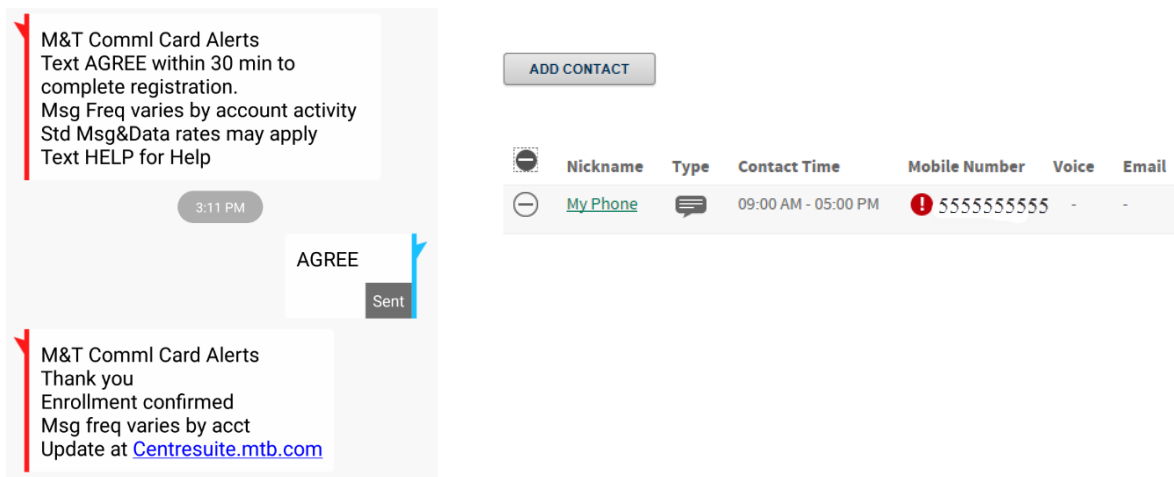 M&T Comml Card Alerts
Text AGREE within 30 min to
complete registration.
Msg Freq varies by account activity
Std Msg&Data rates may apply
Text HELP for Help
3:11 PM
AGREE
Sent
M&T Comml Card Alerts
Thank you
Enrollment confirmed
Msg freq varies by acct
Update at Centresuite.mtb.com
ADD CONTACT
Nickname Type Contact Time Mobile Number Voice Email
My Phone 09:00 AM - 05:00 PM 5555555555 - -